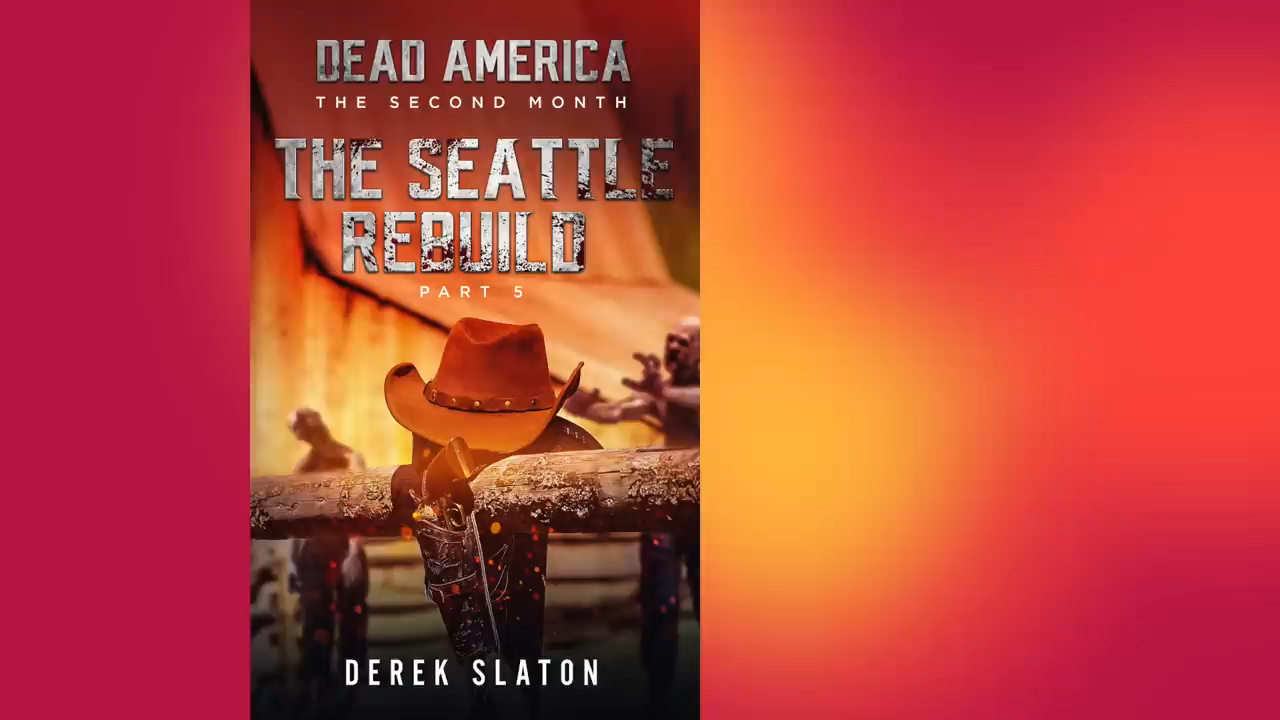 DEAD AMERICA
THE SECOND MONTH
THE SEATTLE
REBUILD
PART 5
DEREK SLATON